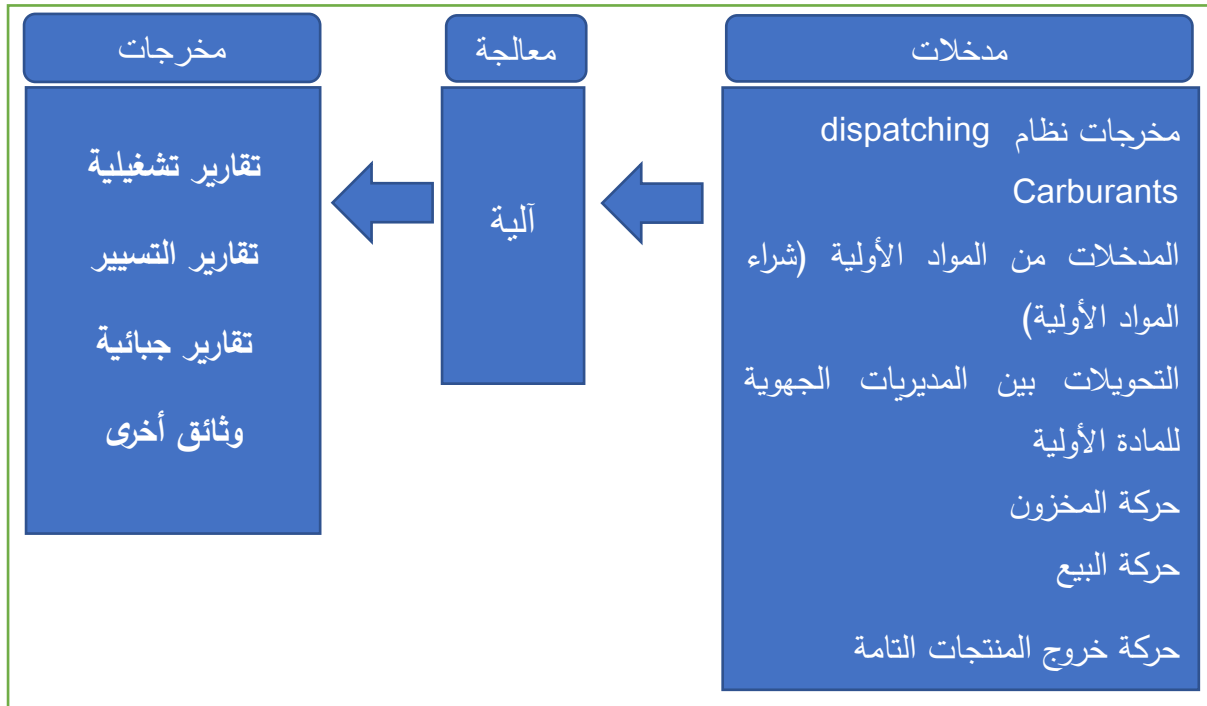 مدخلات
مخرجات نظام dispatching
Carburants
المدخلات من المواد الأولية (شراء
المواد الأولية)
التحويلات بين المديريات الجهوية
للمادة الأولية
حركة المخزون
حركة البيع
حركة خروج المنتجات التامة
معالجة
آلية
مخرجات
تقارير تشغيلية
تقارير التسيير
تقارير جبائية
وثائق أخرى